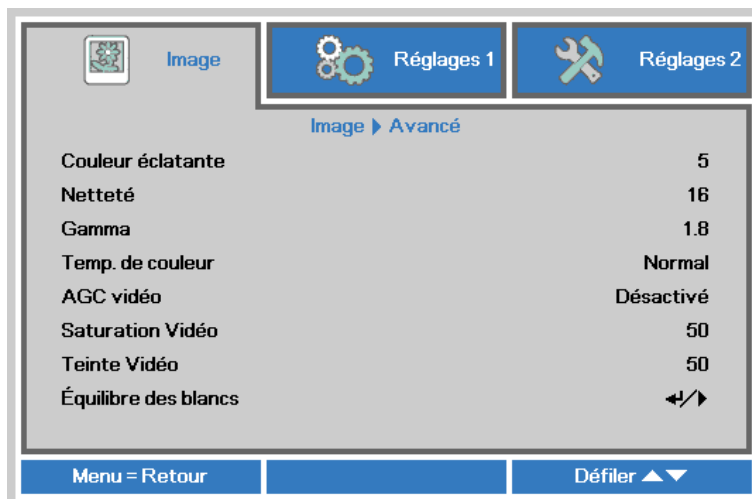 Image Réglages 1 Réglages 2
Image ▶ Avancé
Couleur éclatante 5
Netteté 16
Gamma 1.8
Temp. de couleur Normal
AGC vidéo Désactivé
Saturation Vidéo 50
Teinte Vidéo 50
Équilibre des blancs ↵/▶
Menu = Retour Défiler ▲▼